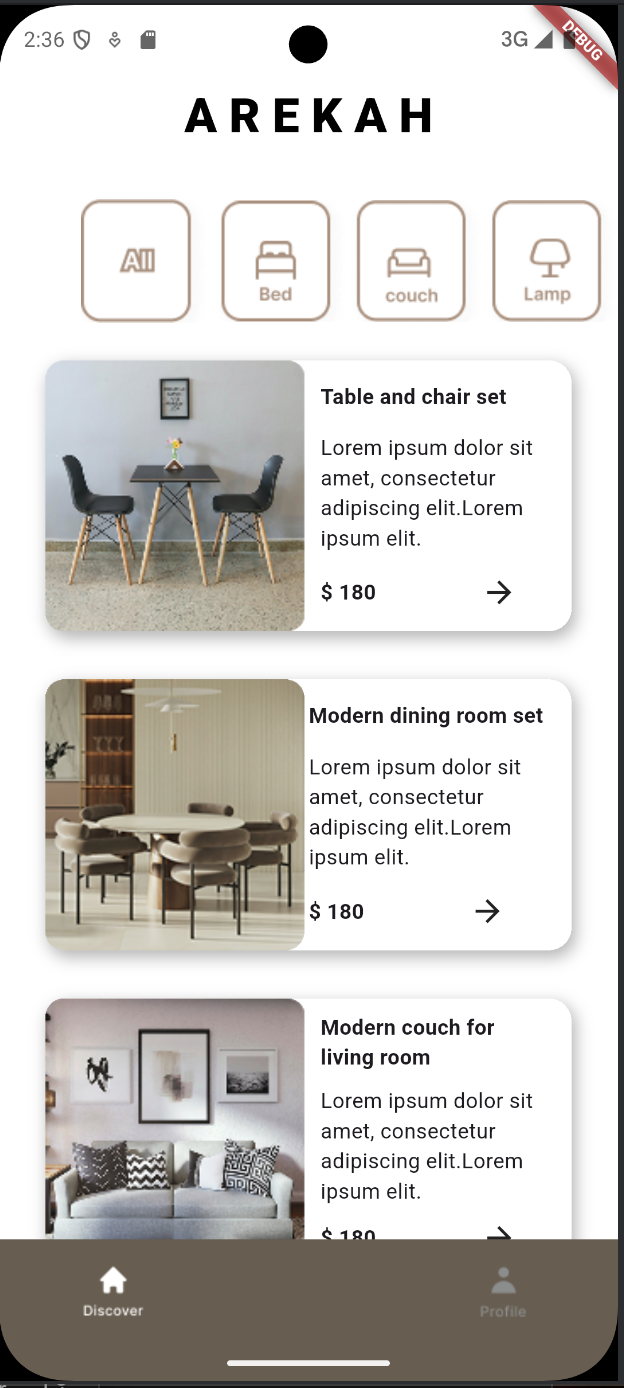 2:36
3G
DEBUG
AREKAH
All
Bed
couch
Lamp
Table and chair set
Lorem ipsum dolor sit
amet, consectetur
adipiscing elit.Lorem
ipsum elit.
$ 180
Modern dining room set
Lorem ipsum dolor sit
amet, consectetur
adipiscing elit.Lorem
ipsum elit.
$ 180
Modern couch for
living room
Lorem ipsum dolor sit
amet, consectetur
adipiscing elit.Lorem
ipsum elit.
$ 180
Discover
Profile